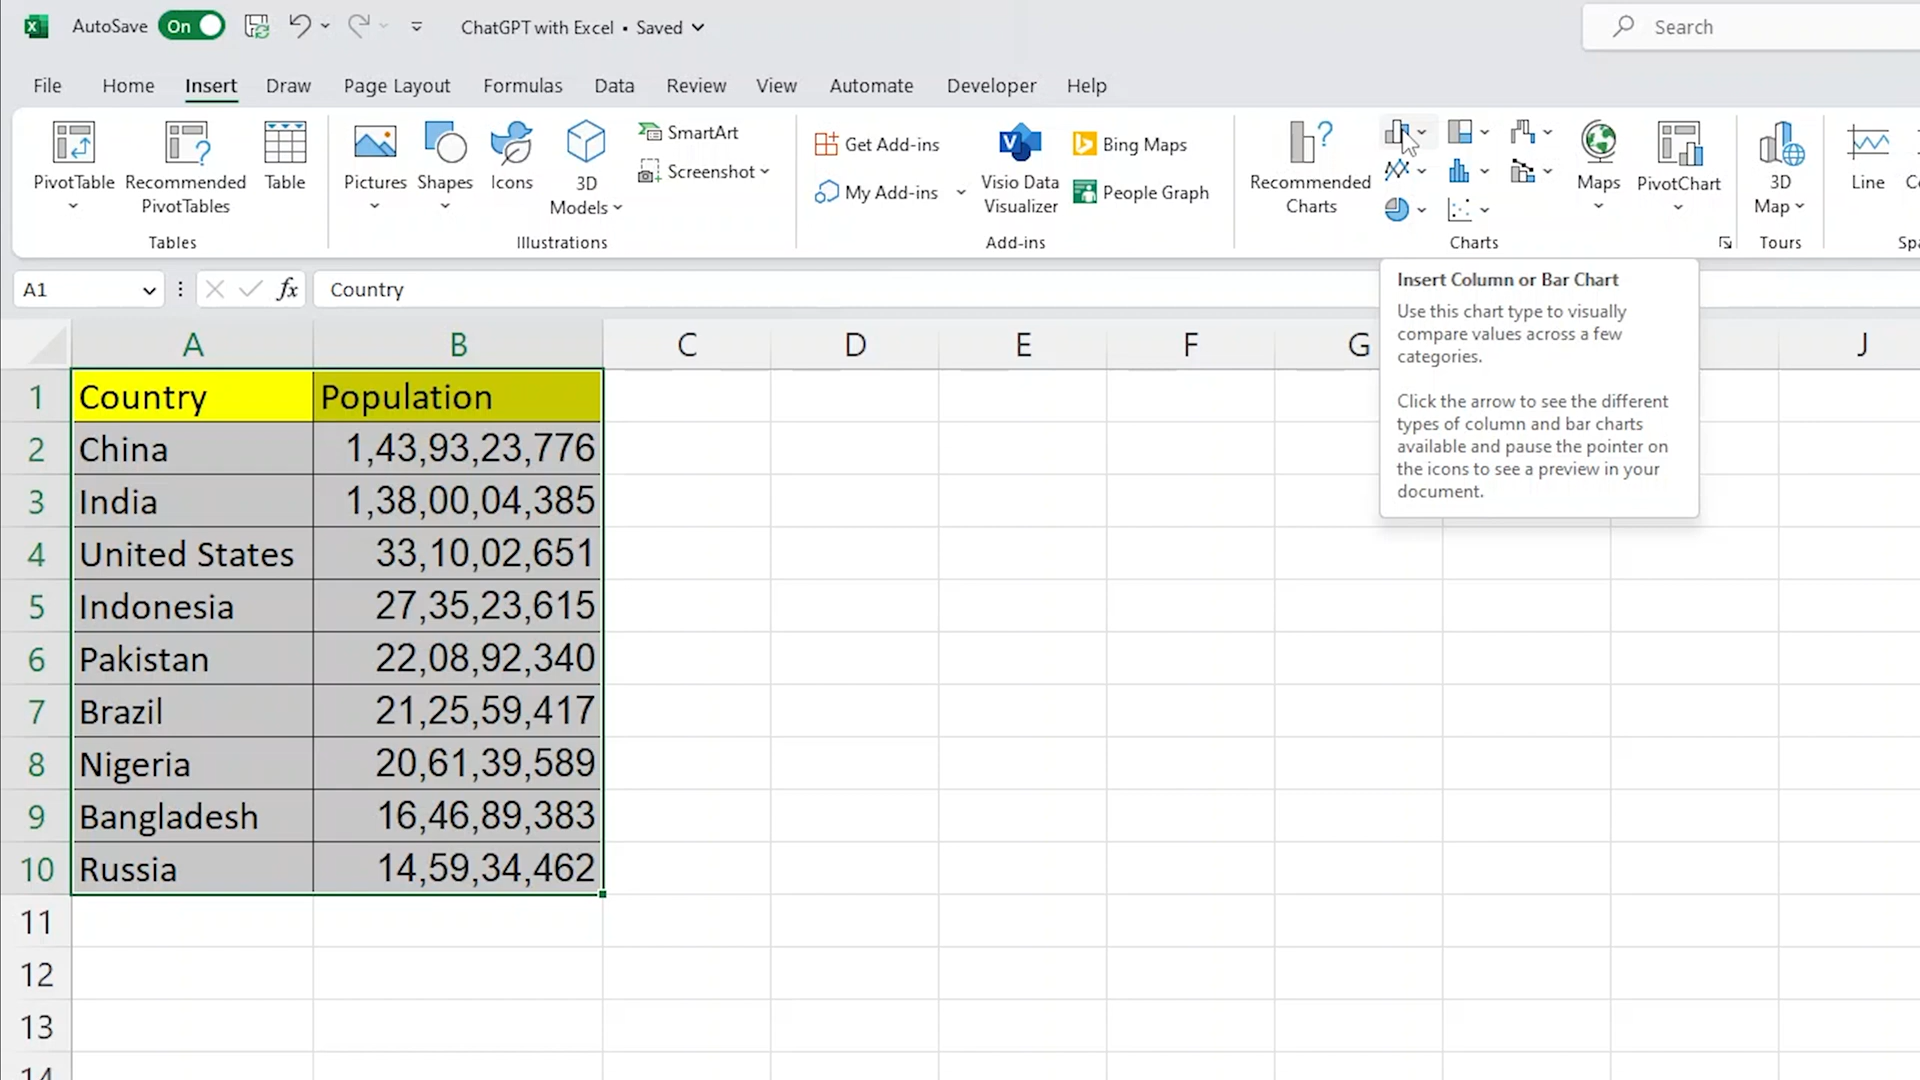 AutoSave On ChatGPT with Excel • Saved Search
File Home Insert Draw Page Layout Formulas Data Review View Automate Developer Help
PivotTable
Recommended
PivotTables
Table
Tables
Pictures
Shapes
Icons
3D
Models
SmartArt
Screenshot
Illustrations
Get Add-ins
My Add-ins
Visio Data
Visualizer
Bing Maps
People Graph
Add-ins
Recommended
Charts
Maps
PivotChart
Charts
3D
Map
Tours
Line
A1 fx Country
Insert Column or Bar Chart
Use this chart type to visually
compare values across a few
categories.
Click the arrow to see the different
types of column and bar charts
available and pause the pointer on
the icons to see a preview in your
document.
A B C D E F G J
1 Country Population
2 China 1,43,93,23,776
3 India 1,38,00,04,385
4 United States 33,10,02,651
5 Indonesia 27,35,23,615
6 Pakistan 22,08,92,340
7 Brazil 21,25,59,417
8 Nigeria 20,61,39,589
9 Bangladesh 16,46,89,383
10 Russia 14,59,34,462
11
12
13
14